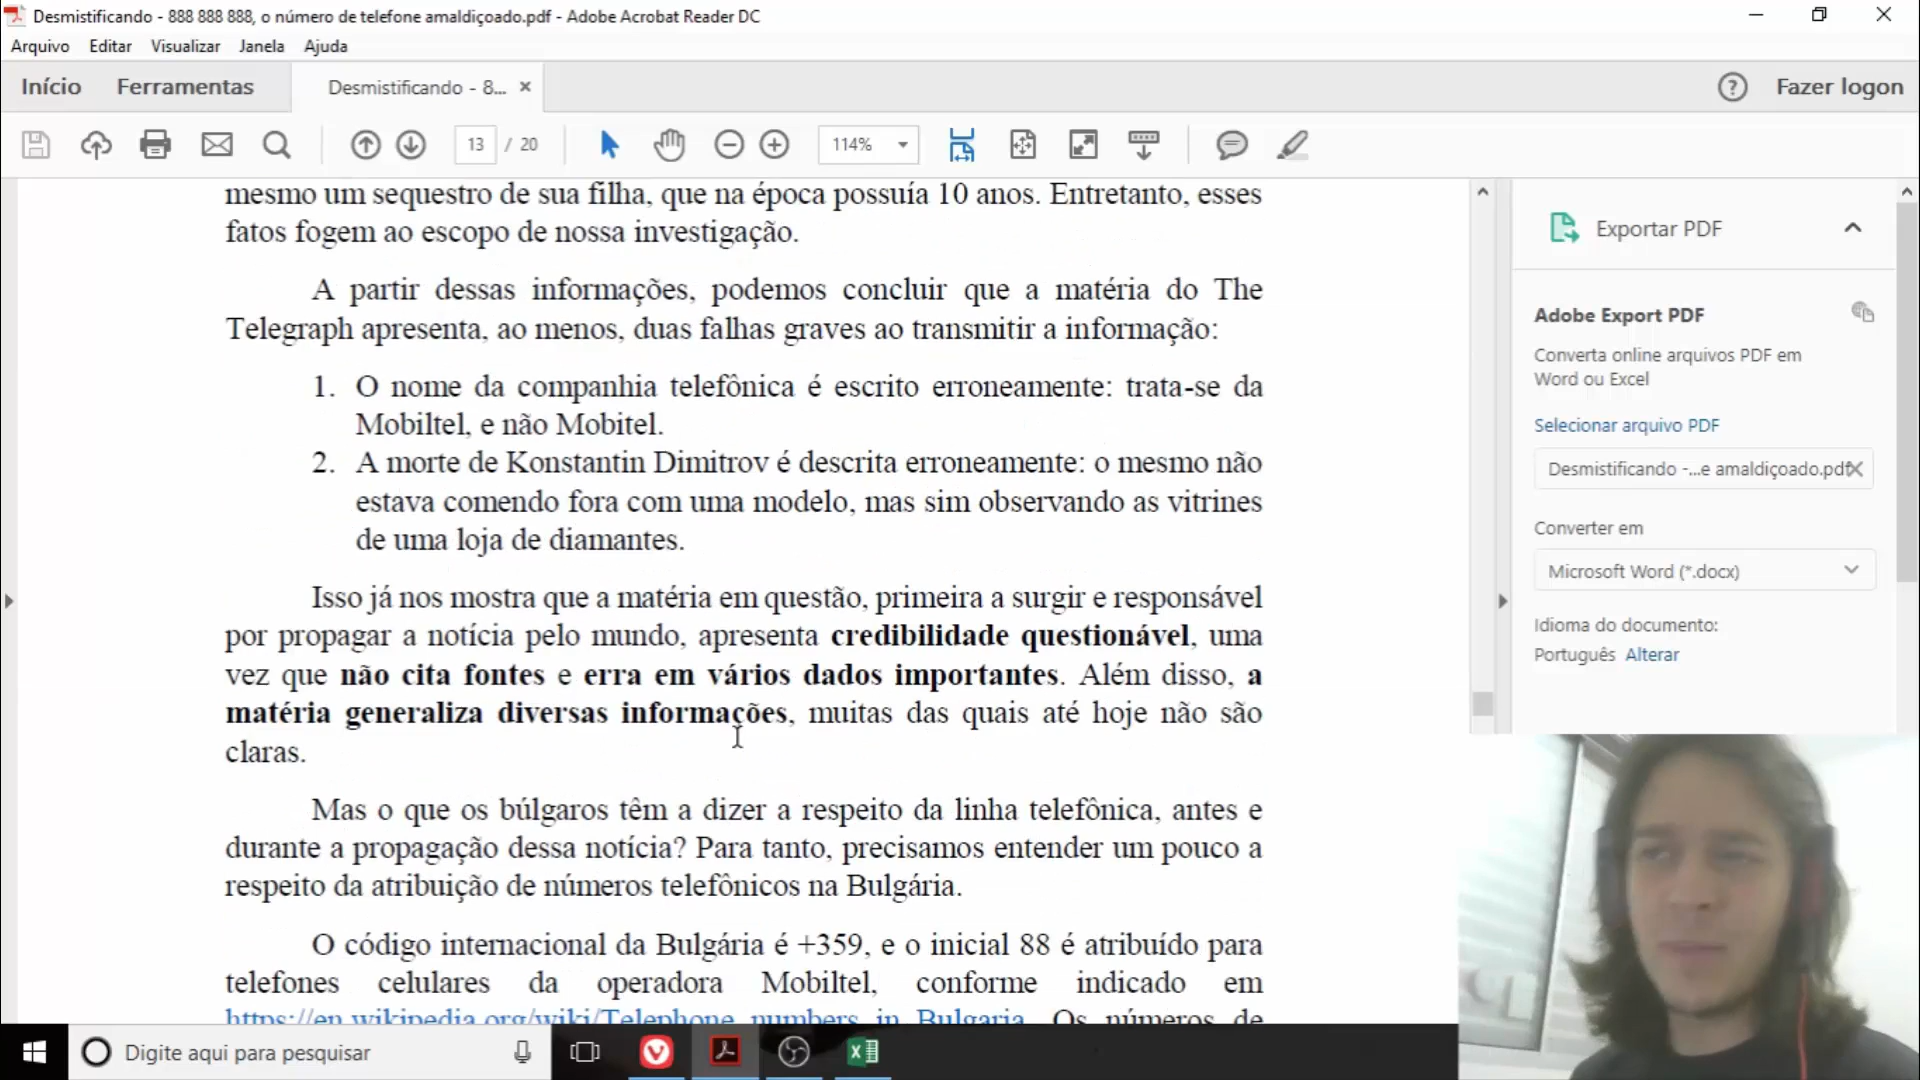 Desmistificando - 888 888 888, o número de telefone amaldiçoado.pdf - Adobe Acrobat Reader DC
Arquivo Editar Visualizar Janela Ajuda
Início Ferramentas Desmistificando - 8... Fazer logon
13 / 20 114%
mesmo um sequestro de sua filha, que na época possuía 10 anos. Entretanto, esses
fatos fogem ao escopo de nossa investigação.
A partir dessas informações, podemos concluir que a matéria do The
Telegraph apresenta, ao menos, duas falhas graves ao transmitir a informação:
1. O nome da companhia telefônica é escrito erroneamente: trata-se da
Mobiltel, e não Mobitel.
2. A morte de Konstantin Dimitrov é descrita erroneamente: o mesmo não
estava comendo fora com uma modelo, mas sim observando as vitrines
de uma loja de diamantes.
Isso já nos mostra que a matéria em questão, primeira a surgir e responsável
por propagar a notícia pelo mundo, apresenta credibilidade questionável, uma
vez que não cita fontes e erra em vários dados importantes. Além disso, a
matéria generaliza diversas informações, muitas das quais até hoje não são
claras.
Mas o que os búlgaros têm a dizer a respeito da linha telefônica, antes e
durante a propagação dessa notícia? Para tanto, precisamos entender um pouco a
respeito da atribuição de números telefônicos na Bulgária.
O código internacional da Bulgária é +359, e o inicial 88 é atribuído para
telefones celulares da operadora Mobiltel, conforme indicado em
https://en.wikipedia.org/wiki/Telephone_numbers_in_Bulgaria. Os números de
Exportar PDF
Adobe Export PDF
Converta online arquivos PDF em
Word ou Excel
Selecionar arquivo PDF
Desmistificando -...e amaldiçoado.pdf
Converter em
Microsoft Word (*.docx)
Idioma do documento:
Português Alterar
Digite aqui para pesquisar